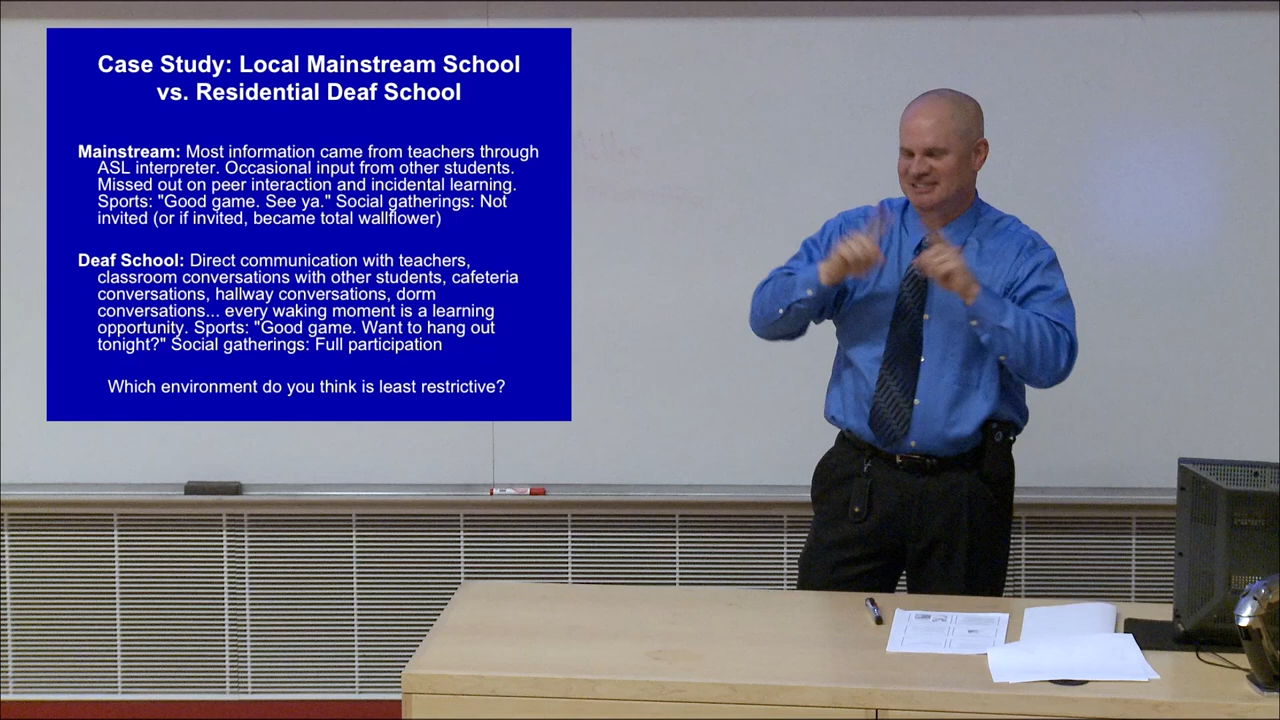 Case Study: Local Mainstream School
vs. Residential Deaf School
Mainstream: Most information came from teachers through
ASL interpreter. Occasional input from other students.
Missed out on peer interaction and incidental learning.
Sports: "Good game. See ya." Social gatherings: Not
invited (or if invited, became total wallflower)
Deaf School: Direct communication with teachers,
classroom conversations with other students, cafeteria
conversations, hallway conversations, dorm
conversations... every waking moment is a learning
opportunity. Sports: "Good game. Want to hang out
tonight?" Social gatherings: Full participation
Which environment do you think is least restrictive?